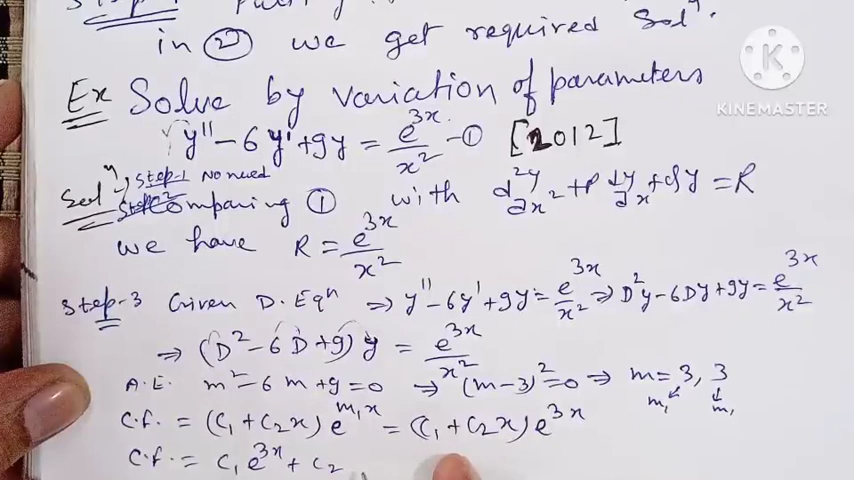 in ② we get required Solⁿ.
K
KINEMASTER
Ex Solve by variation of parameters
y'' - 6y' + 9y = e^{3x}/x² - ① [2012]
Solⁿ → Step-1 No need
Step-2 Comparing ① with d²y/dx² + P dy/dx + Qy = R
we have R = e^{3x}/x²
Step-3 Given D. Eqⁿ ⇒ y'' - 6y' + 9y = e^{3x}/x² ⇒ D²y - 6Dy + 9y = e^{3x}/x²
⇒ (D² - 6D + 9) y = e^{3x}/x²
A.E. m² - 6m + 9 = 0 ⇒ (m-3)² = 0 ⇒ m = 3, 3
m₁ m₁
C.f. = (C₁ + C₂x) e^{m₁x} = (C₁ + C₂x) e^{3x}
C.f. = C₁e^{3x} + C₂